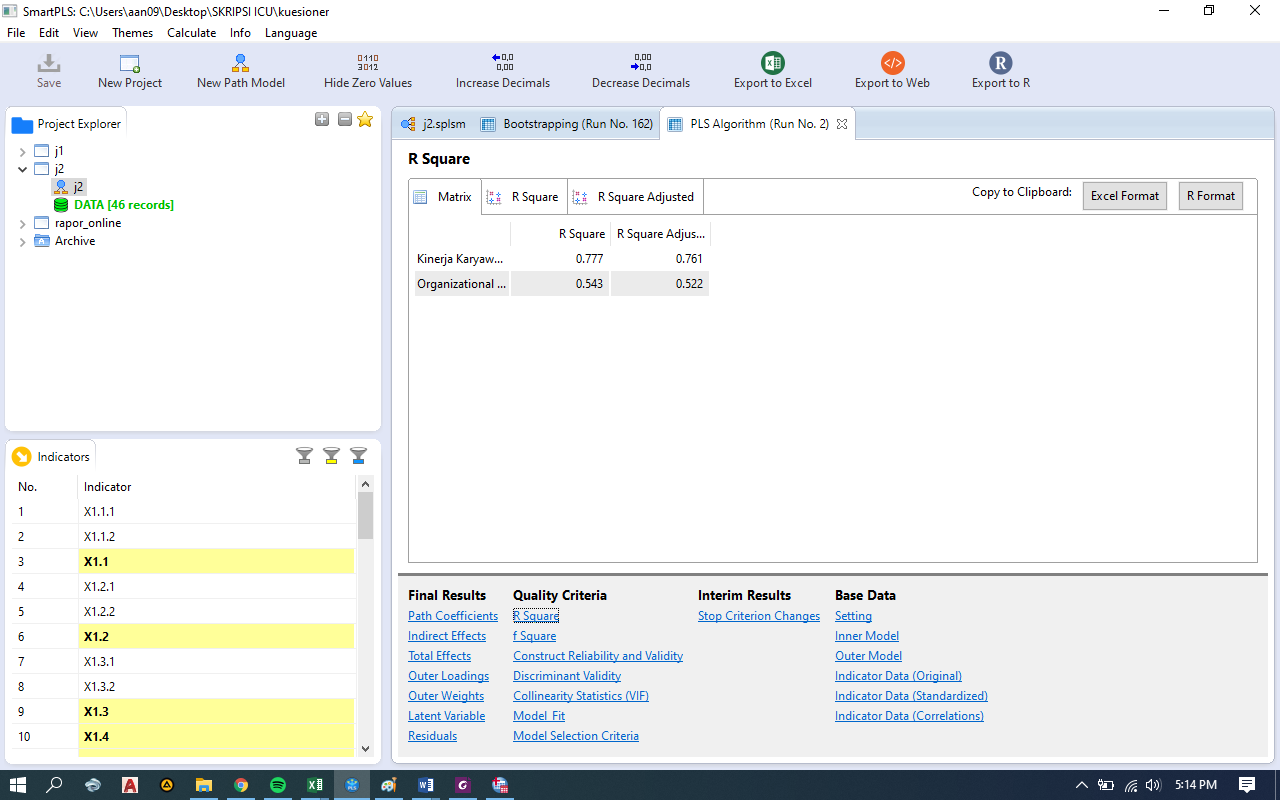 SmartPLS: C:\Users\aan09\Desktop\SKRIPSI ICU\kuesioner
File Edit View Themes Calculate Info Language
Save New Project New Path Model Hide Zero Values Increase Decimals Decrease Decimals Export to Excel Export to Web Export to R
Project Explorer
j1
j2
j2
DATA [46 records]
rapor_online
Archive
Indicators
No. Indicator
1 X1.1.1
2 X1.1.2
3 X1.1
4 X1.2.1
5 X1.2.2
6 X1.2
7 X1.3.1
8 X1.3.2
9 X1.3
10 X1.4
j2.splsm Bootstrapping (Run No. 162) PLS Algorithm (Run No. 2)
R Square
Matrix R Square R Square Adjusted Copy to Clipboard: Excel Format R Format
R Square R Square Adjus...
Kinerja Karyaw... 0.777 0.761
Organizational ... 0.543 0.522
Final Results Quality Criteria Interim Results Base Data
Path Coefficients R Square Stop Criterion Changes Setting
Indirect Effects f Square Inner Model
Total Effects Construct Reliability and Validity Outer Model
Outer Loadings Discriminant Validity Indicator Data (Original)
Outer Weights Collinearity Statistics (VIF) Indicator Data (Standardized)
Latent Variable Model_Fit Indicator Data (Correlations)
Residuals Model Selection Criteria
5:14 PM